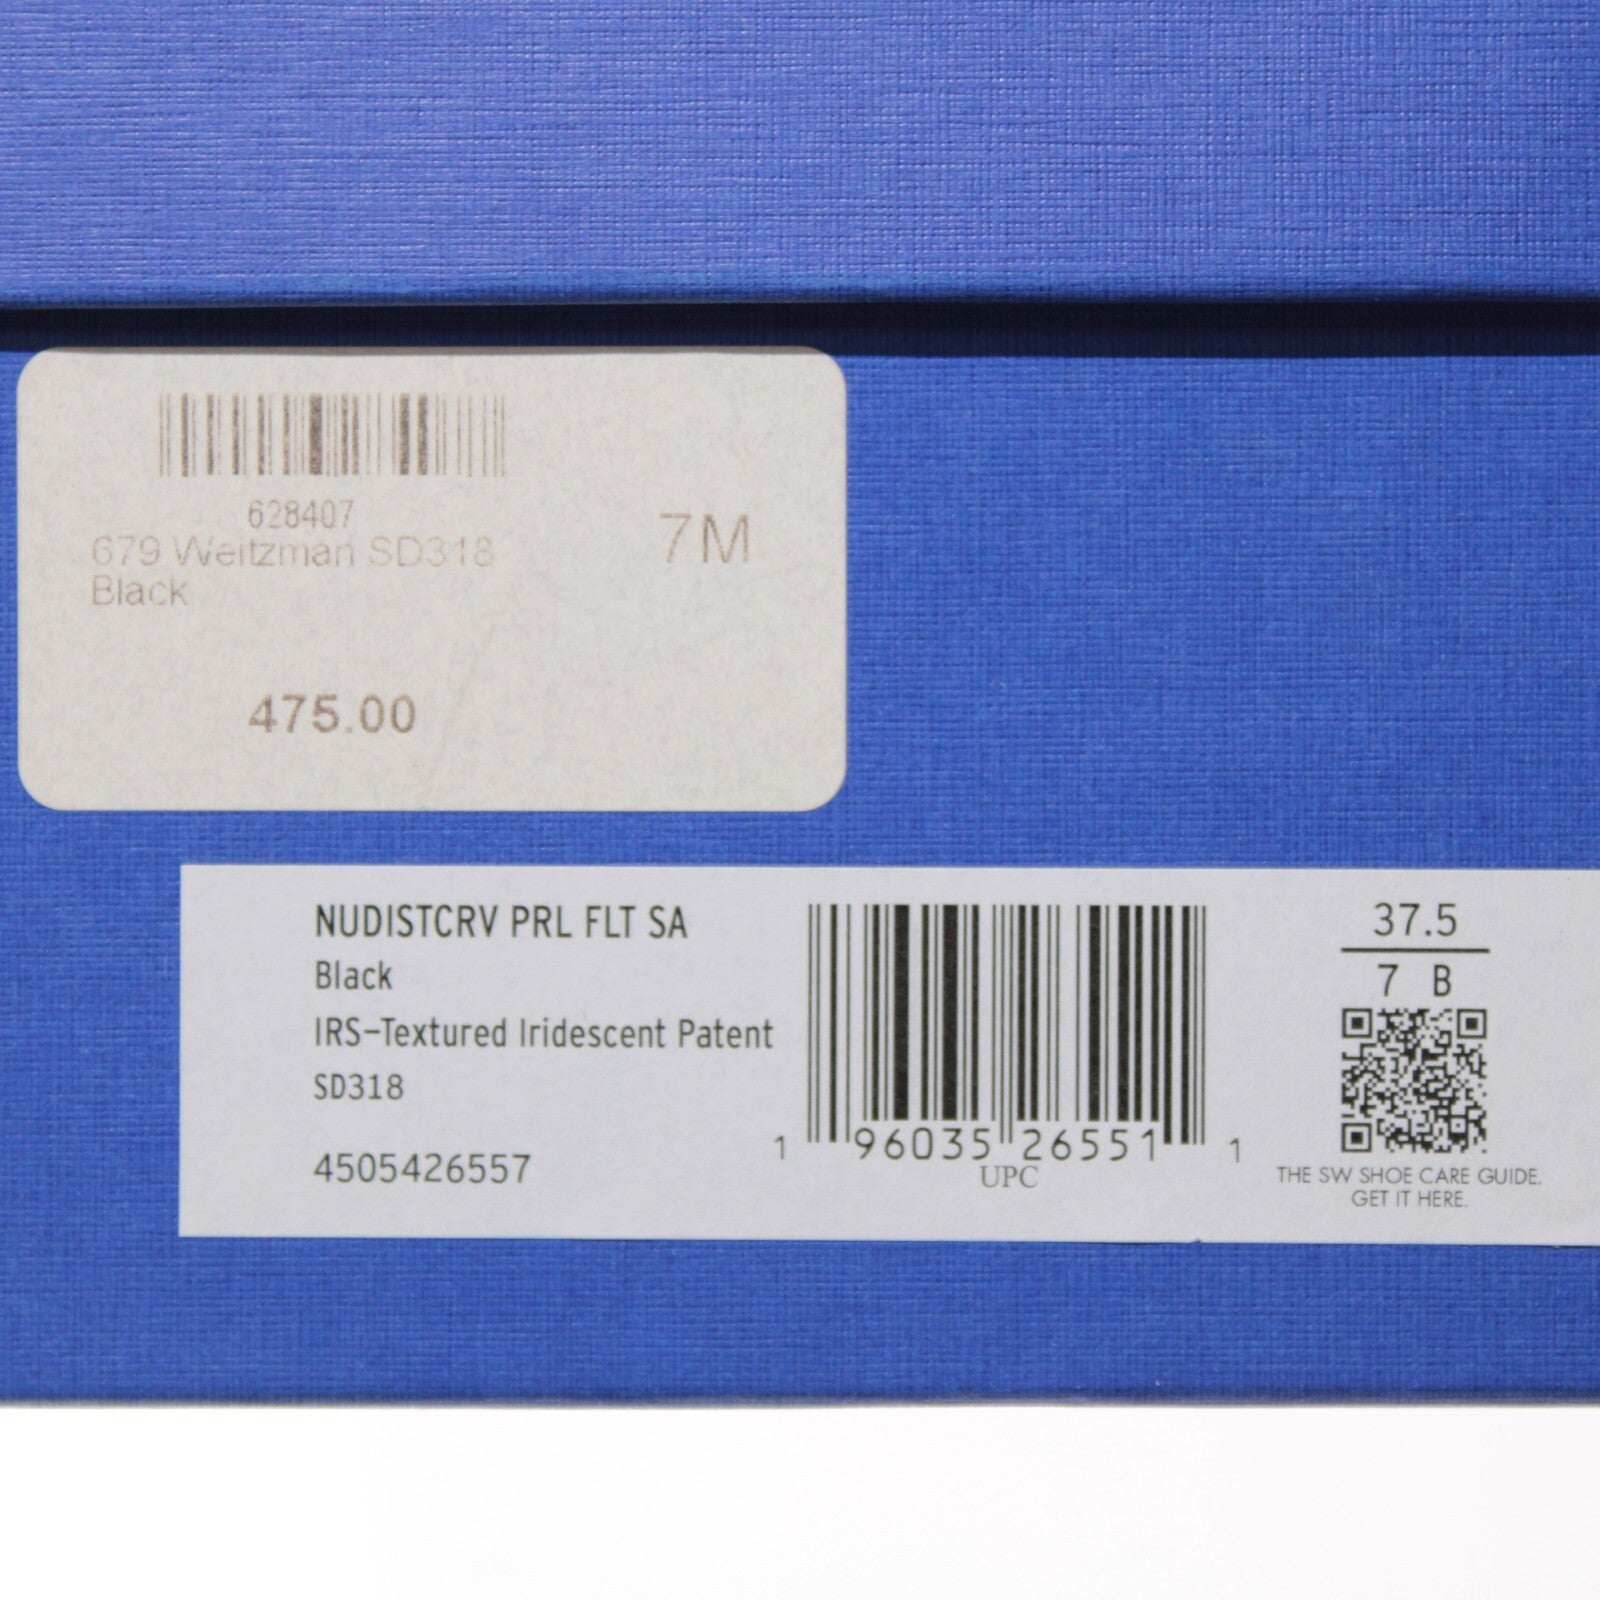 628407
679 Weitzman SD318
Black
7M
475.00
NUDISTCRV PRL FLT SA
Black
IRS-Textured Iridescent Patent
SD318
4505426557
1 96035 26551 1
UPC
37.5
7 B
THE SW SHOE CARE GUIDE.
GET IT HERE.